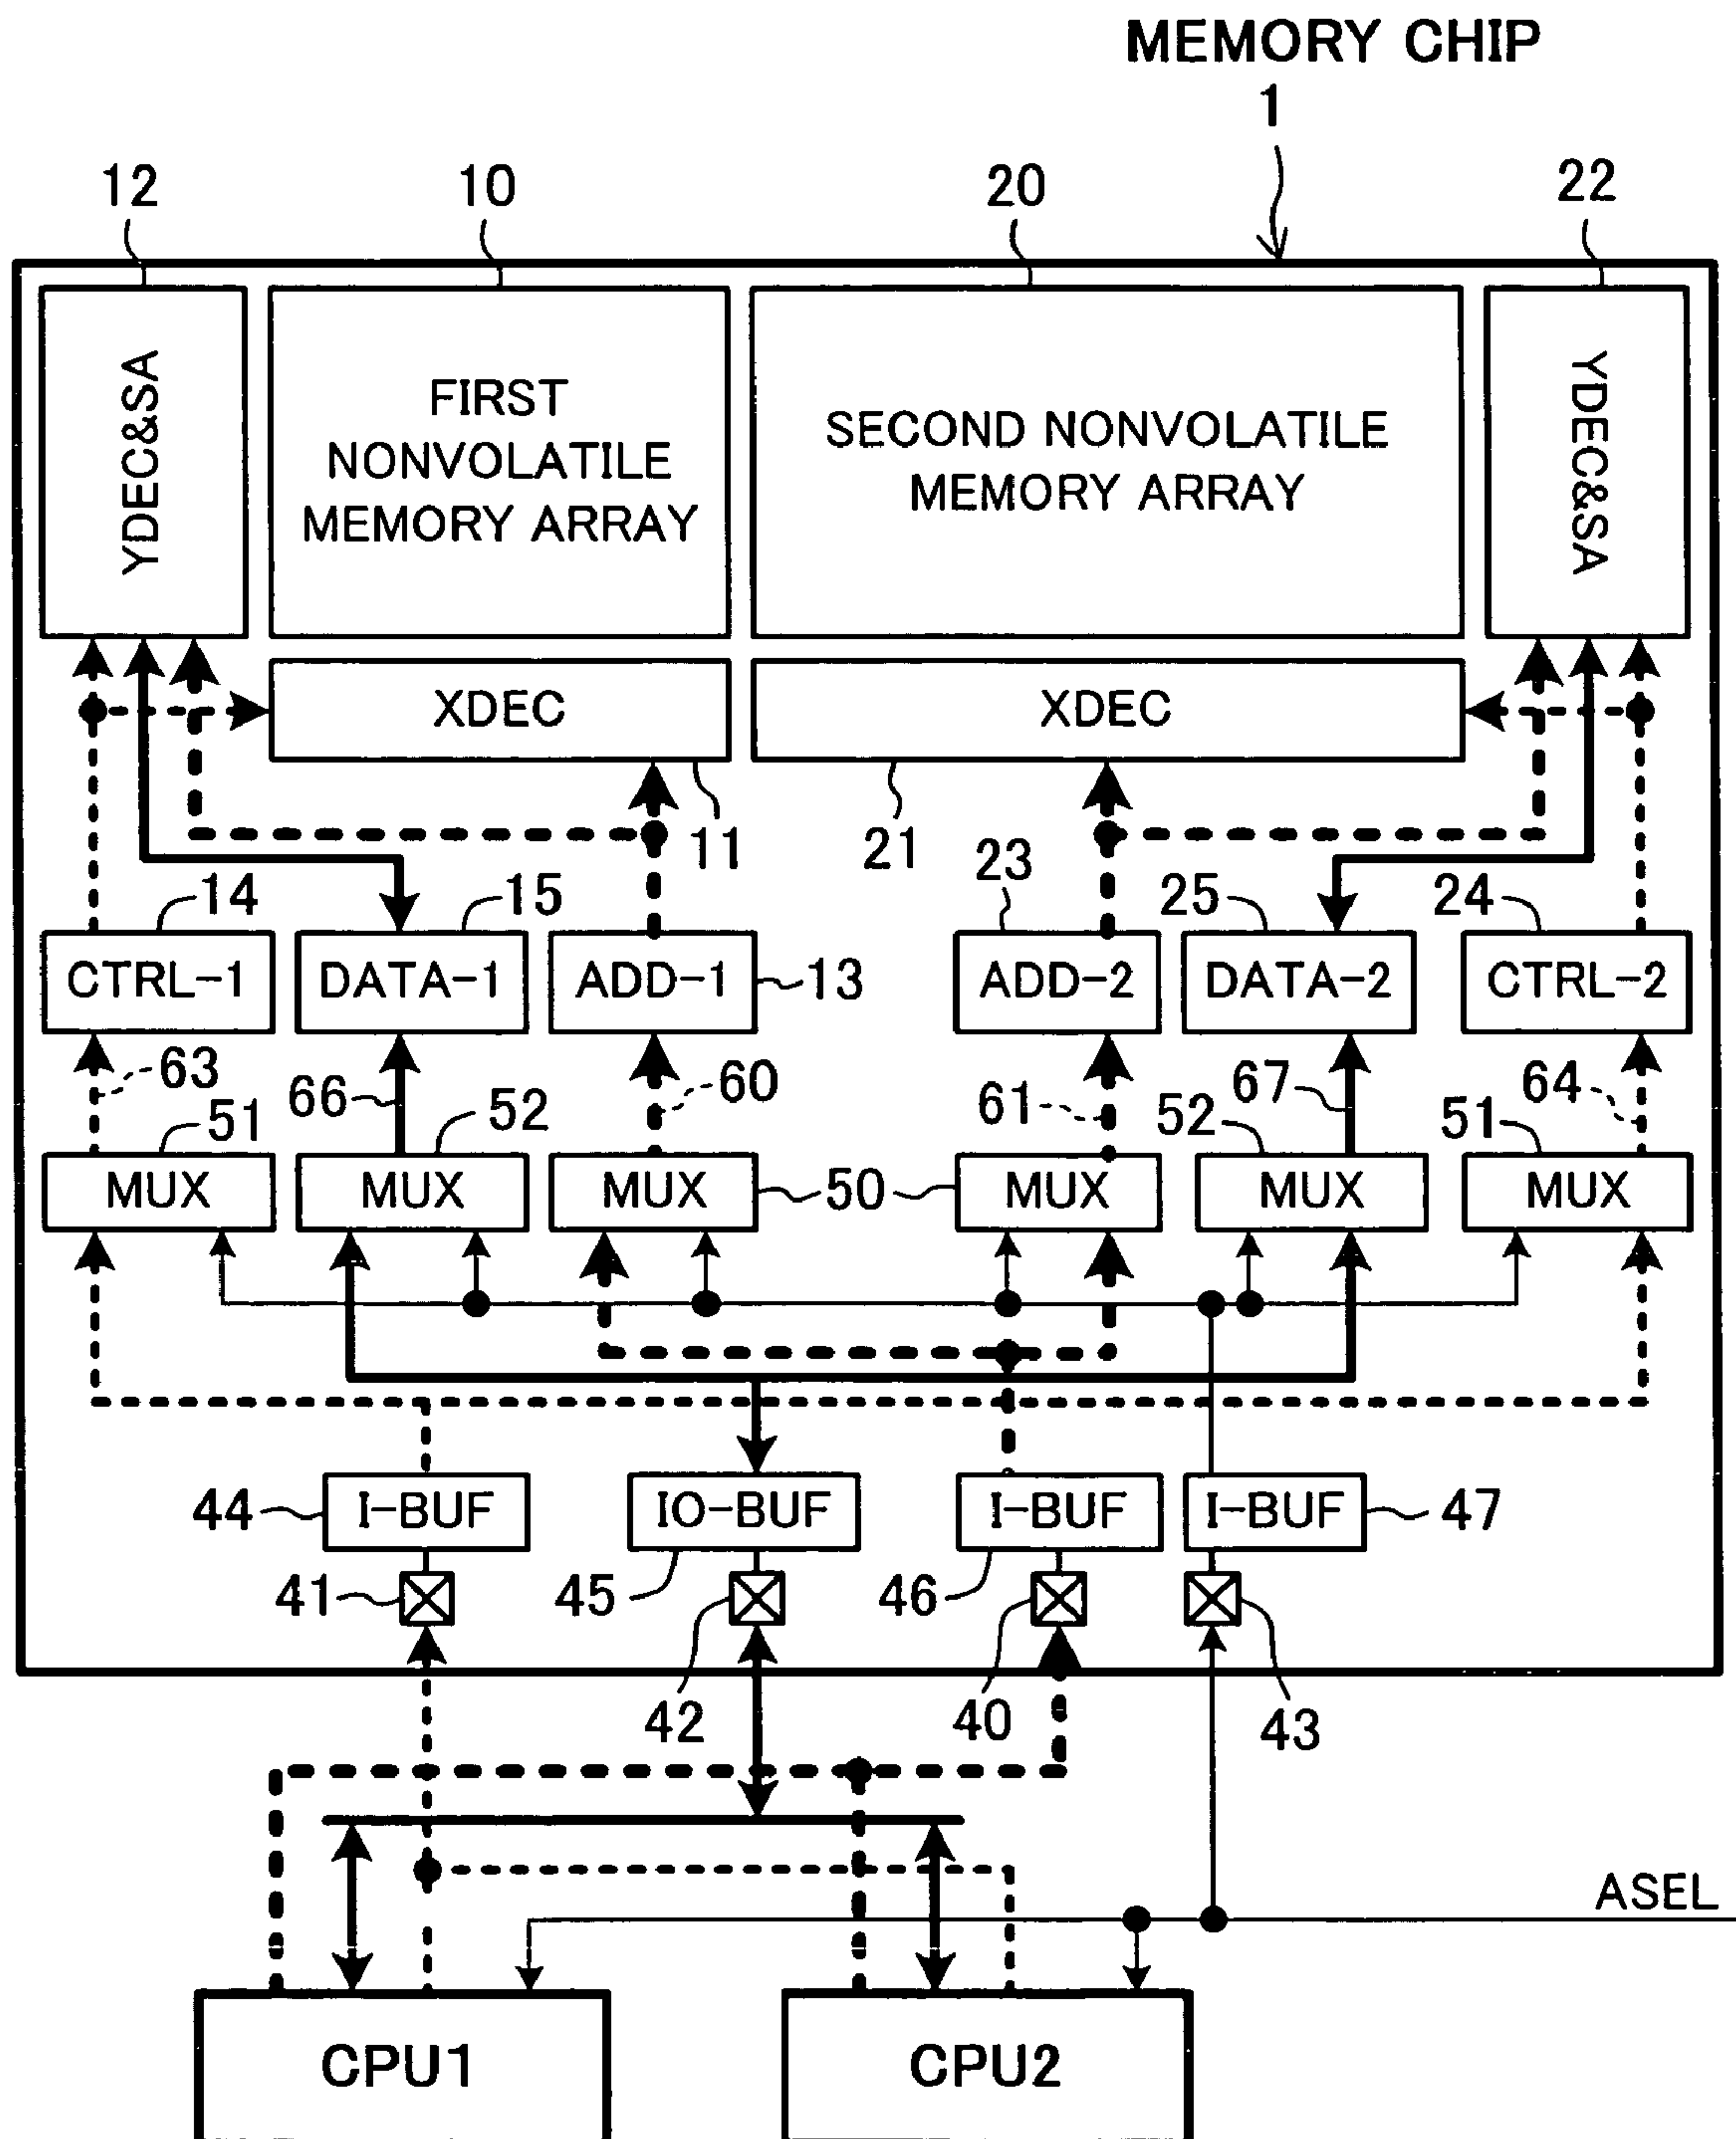 MEMORY CHIP
1
12
10
20
22
YDEC&SA
FIRST
NONVOLATILE
MEMORY ARRAY
SECOND NONVOLATILE
MEMORY ARRAY
YDEC&SA
XDEC
XDEC
11
21
23
14
15
25
24
CTRL-1
DATA-1
ADD-1
13
ADD-2
DATA-2
CTRL-2
63
66
60
61
67
64
51
52
52
51
MUX
MUX
MUX
50
MUX
MUX
MUX
44
I-BUF
IO-BUF
I-BUF
I-BUF
47
41
45
46
42
40
43
ASEL
CPU1
CPU2